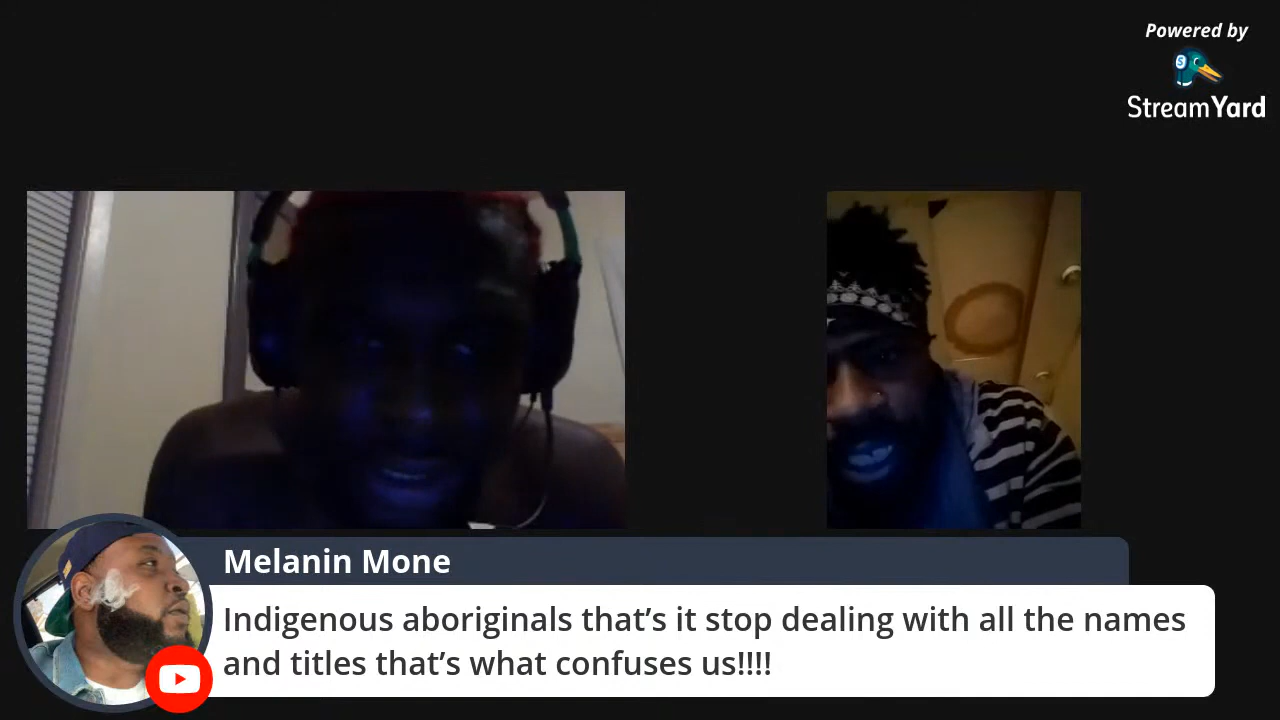 Powered by
StreamYard
Melanin Mone
Indigenous aboriginals that’s it stop dealing with all the names
and titles that’s what confuses us!!!!